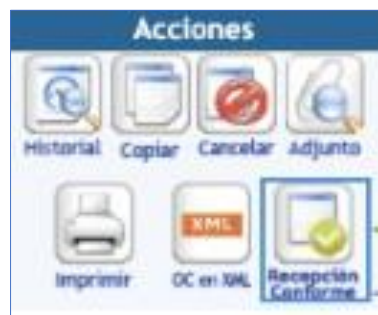 Acciones
Historial Copiar Cancelar Adjunto
XML
Imprimir OC en XML Recepción
Conforme